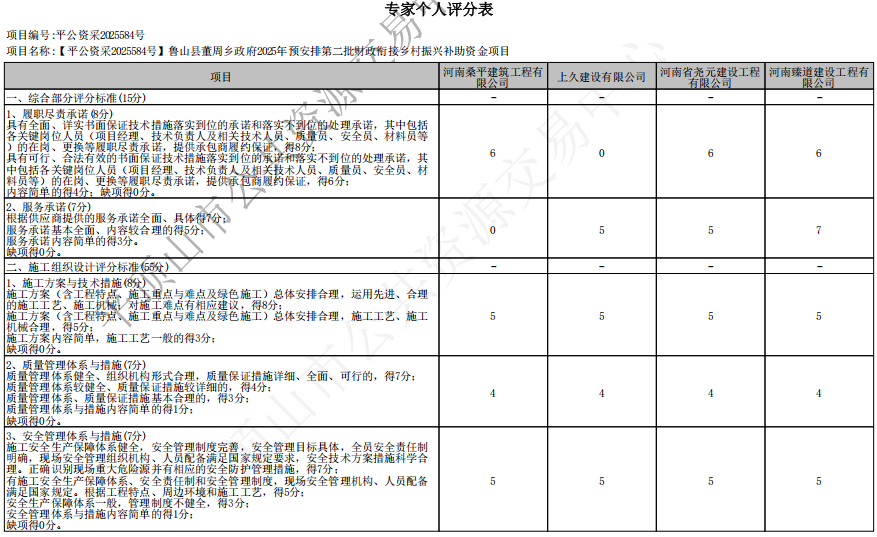 专家个人评分表
项目编号:平公资采2025584号
项目名称:【平公资采2025584号】鲁山县董周乡政府2025年预安排第二批财政衔接乡村振兴补助资金项目
项目 河南桑平建筑工程有限公司 上久建设有限公司 河南省尧元建设工程有限公司 河南臻道建设工程有限公司
一、综合部分评分标准(15分) - - - -
1、履职尽责承诺(8分)
具有全面、详实书面保证技术措施落实到位的承诺和落实不到位的处理承诺，其中包括
各关键岗位人员（项目经理、技术负责人及相关技术人员、质量员、安全员、材料员等
）的在岗、更换等履职尽责承诺，提供承包商履约保证，得8分；
具有可行、合法有效的书面保证技术措施落实到位的承诺和落实不到位的处理承诺，其
中包括各关键岗位人员（项目经理、技术负责人及相关技术人员、质量员、安全员、材
料员等）的在岗、更换等履职尽责承诺，提供承包商履约保证，得6分；
内容简单的得4分；缺项得0分。
6 0 6 6
2、服务承诺(7分)
根据供应商提供的服务承诺全面、具体得7分；
服务承诺基本全面、内容较合理的得5分；
服务承诺内容简单的得3分。
缺项得0分。
0 5 5 7
二、施工组织设计评分标准(55分) - - - -
1、施工方案与技术措施(8分)
施工方案（含工程特点、施工重点与难点及绿色施工）总体安排合理，运用先进、合理
的施工工艺、施工机械；对施工难点有相应建议，得8分；
施工方案（含工程特点、施工重点与难点及绿色施工）总体安排合理，施工工艺、施工
机械合理，得5分；
施工方案内容简单，施工工艺一般的得3分；
缺项得0分。
5 5 5 5
2、质量管理体系与措施(7分)
质量管理体系健全、组织机构形式合理，质量保证措施详细、全面、可行的，得7分；
质量管理体系较健全、质量保证措施较详细的，得4分；
质量管理体系、质量保证措施基本合理的，得3分；
质量管理体系与措施内容简单的得1分；
缺项得0分。
4 4 4 4
3、安全管理体系与措施(7分)
施工安全生产保障体系健全，安全管理制度完善，安全管理目标具体，全员安全责任制
明确，现场安全管理组织机构、人员配备满足国家规定要求，安全技术方案措施科学合
理。正确识别现场重大危险源并有相应的安全防护管理措施，得7分；
有施工安全保障体系、安全责任制和安全管理制度，现场安全管理机构、人员配备
满足国家规定。根据工程特点、周边环境和施工工艺，得5分；
安全生产保障体系一般，管理制度不健全，得3分；
安全管理体系与措施内容简单的得1分；
缺项得0分。
5 5 5 5
平顶山市公共资源交易中心
平顶山市公共资源交易中心